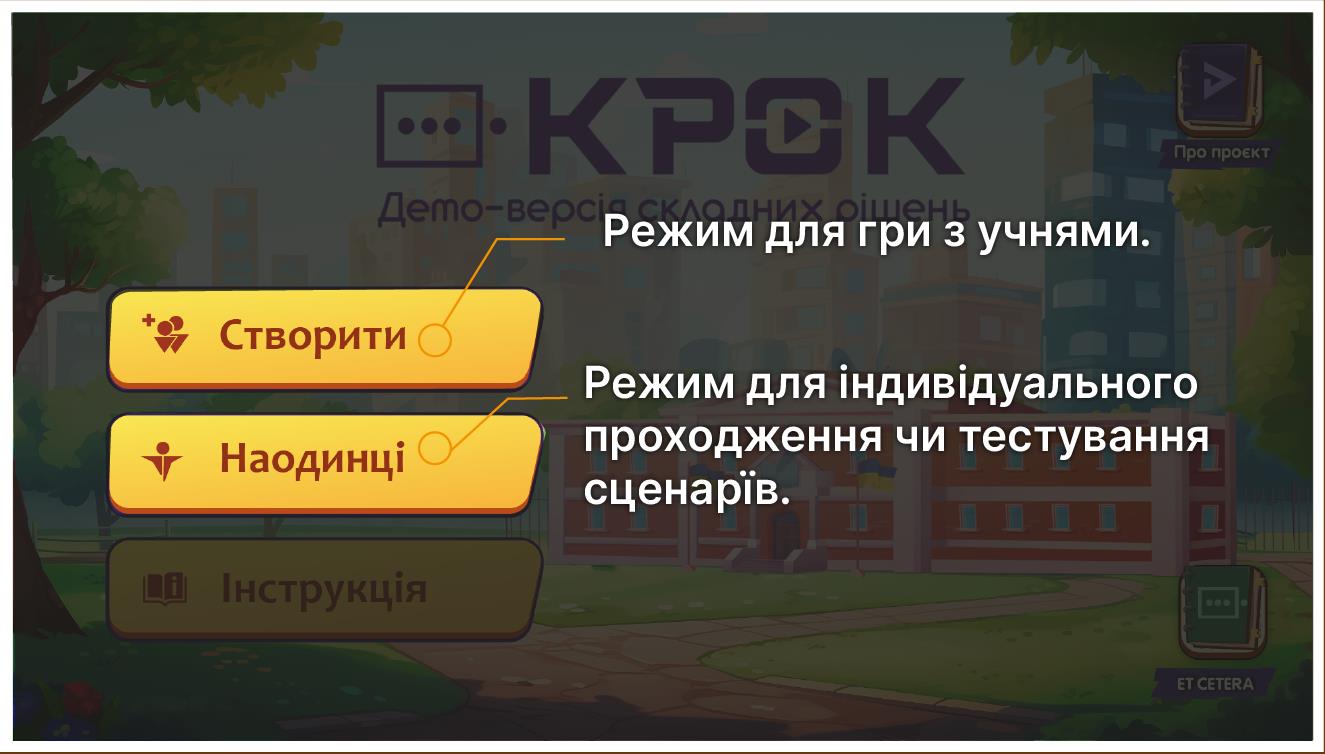 КРОК
Про проєкт
Демо-версія складних рішень
Режим для гри з учнями.
Створити
Режим для індивідуального
проходження чи тестування
сценаріїв.
Наодинці
Інструкція
ET CETERA